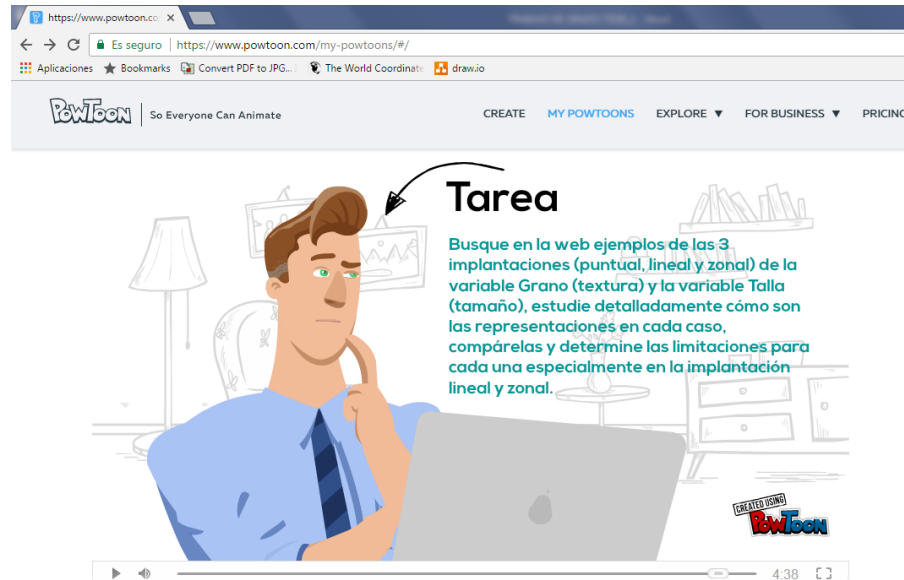 https://www.powtoon.co
Es seguro | https://www.powtoon.com/my-powtoons/#/
Aplicaciones Bookmarks Convert PDF to JPG... The World Coordinate draw.io
PowToon So Everyone Can Animate CREATE MY POWTOONS EXPLORE ▼ FOR BUSINESS ▼ PRICING
Tarea
Busque en la web ejemplos de las 3
implantaciones (puntual, lineal y zonal) de la
variable Grano (textura) y la variable Talla
(tamaño), estudie detalladamente cómo son
las representaciones en cada caso,
compárelas y determine las limitaciones para
cada una especialmente en la implantación
lineal y zonal.
CREATED USING
PowToon
4:38